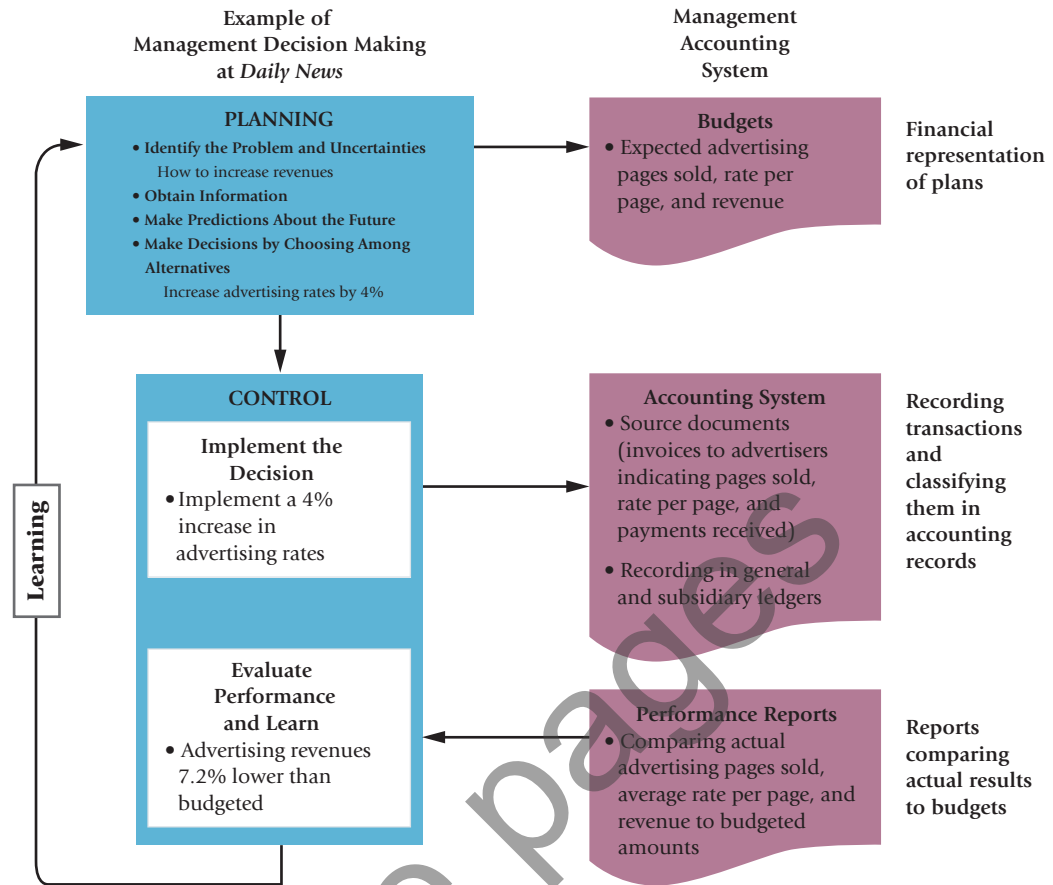 Example of
Management Decision Making
at Daily News
Management
Accounting
System
PLANNING
• Identify the Problem and Uncertainties
How to increase revenues
• Obtain Information
• Make Predictions About the Future
• Make Decisions by Choosing Among
Alternatives
Increase advertising rates by 4%
Budgets
• Expected advertising
pages sold, rate per
page, and revenue
Financial
representation
of plans
CONTROL
Implement the
Decision
• Implement a 4%
increase in
advertising rates
Accounting System
• Source documents
(invoices to advertisers
indicating pages sold,
rate per page, and
payments received)
• Recording in general
and subsidiary ledgers
Recording
transactions
and
classifying
them in
accounting
records
Learning
Evaluate
Performance
and Learn
• Advertising revenues
7.2% lower than
budgeted
Performance Reports
• Comparing actual
advertising pages sold,
average rate per page, and
revenue to budgeted
amounts
Reports
comparing
actual results
to budgets
pages